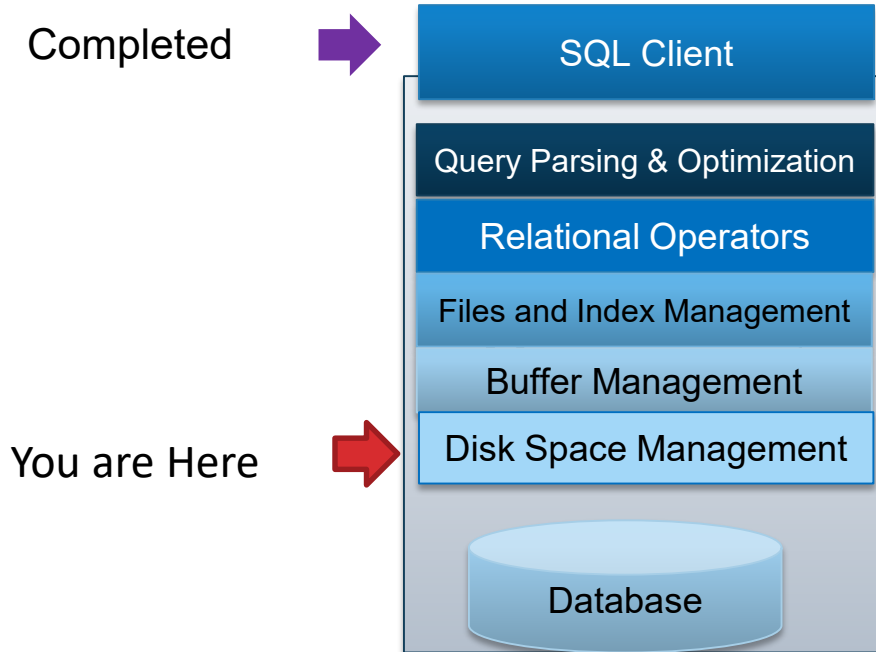 Completed
SQL Client
Query Parsing & Optimization
Relational Operators
Files and Index Management
Buffer Management
You are Here
Disk Space Management
Database